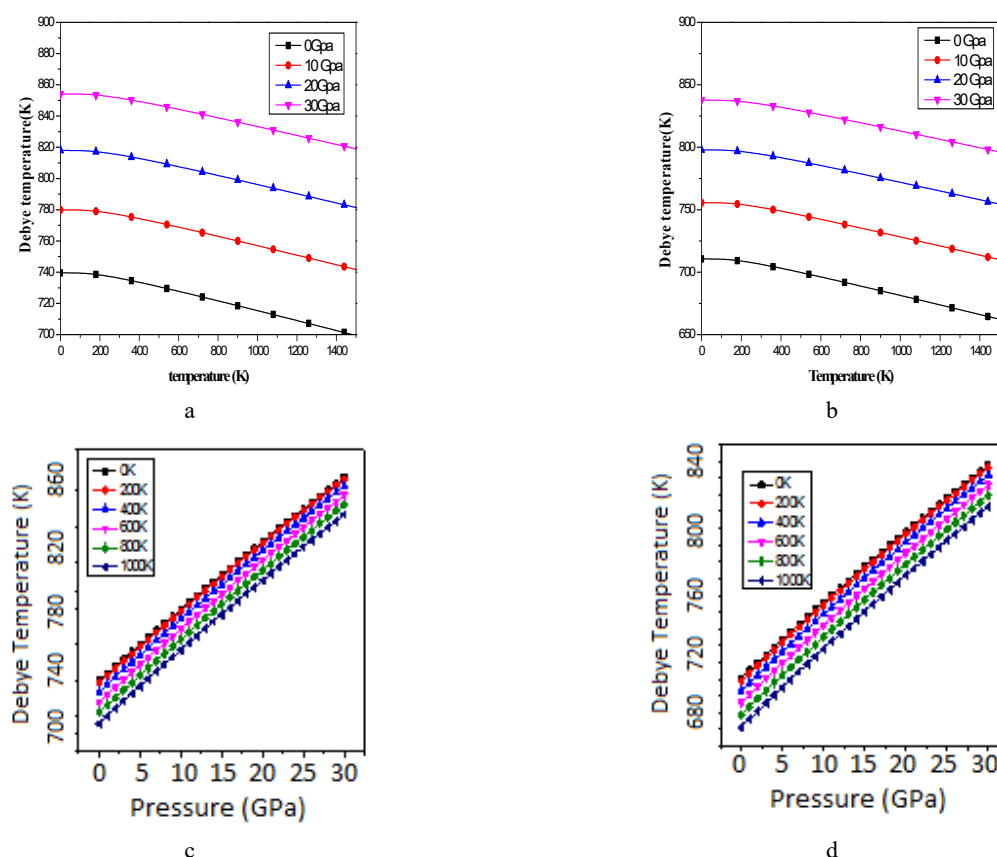 Debye temperature(K)
900
880
860
840
820
800
780
760
740
720
700
0Gpa
10 Gpa
20Gpa
30Gpa
0 200 400 600 800 1000 1200 1400
temperature (K)
a
Debye temperature(K)
900
850
800
750
700
650
0 Gpa
10 Gpa
20 Gpa
30 Gpa
0 200 400 600 800 1000 1200 1400
Temperature (K)
b
Debye Temperature (K)
860
820
780
740
700
0K
200K
400K
600K
800K
1000K
0 5 10 15 20 25 30
Pressure (GPa)
c
Debye Temperature (K)
840
800
760
720
680
0K
200K
400K
600K
800K
1000K
0 5 10 15 20 25 30
Pressure (GPa)
d